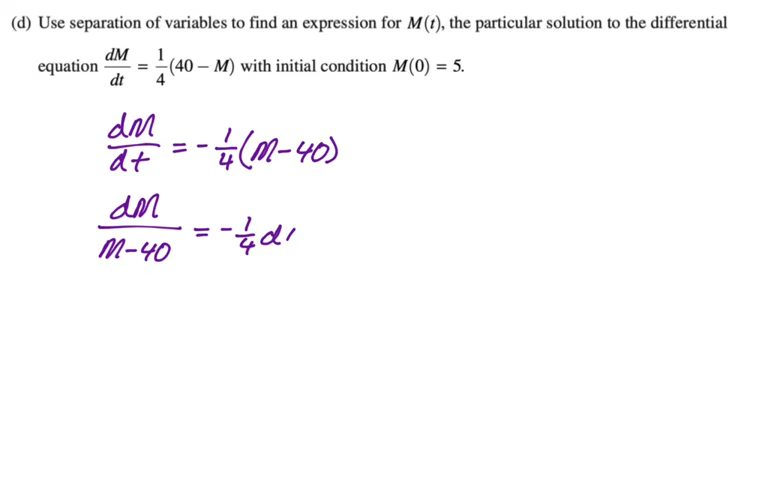 (d) Use separation of variables to find an expression for M(t), the particular solution to the differential
equation dM/dt = 1/4(40 – M) with initial condition M(0) = 5.
dM/dt = -1/4(M-40)
dM/M-40 = -1/4 d